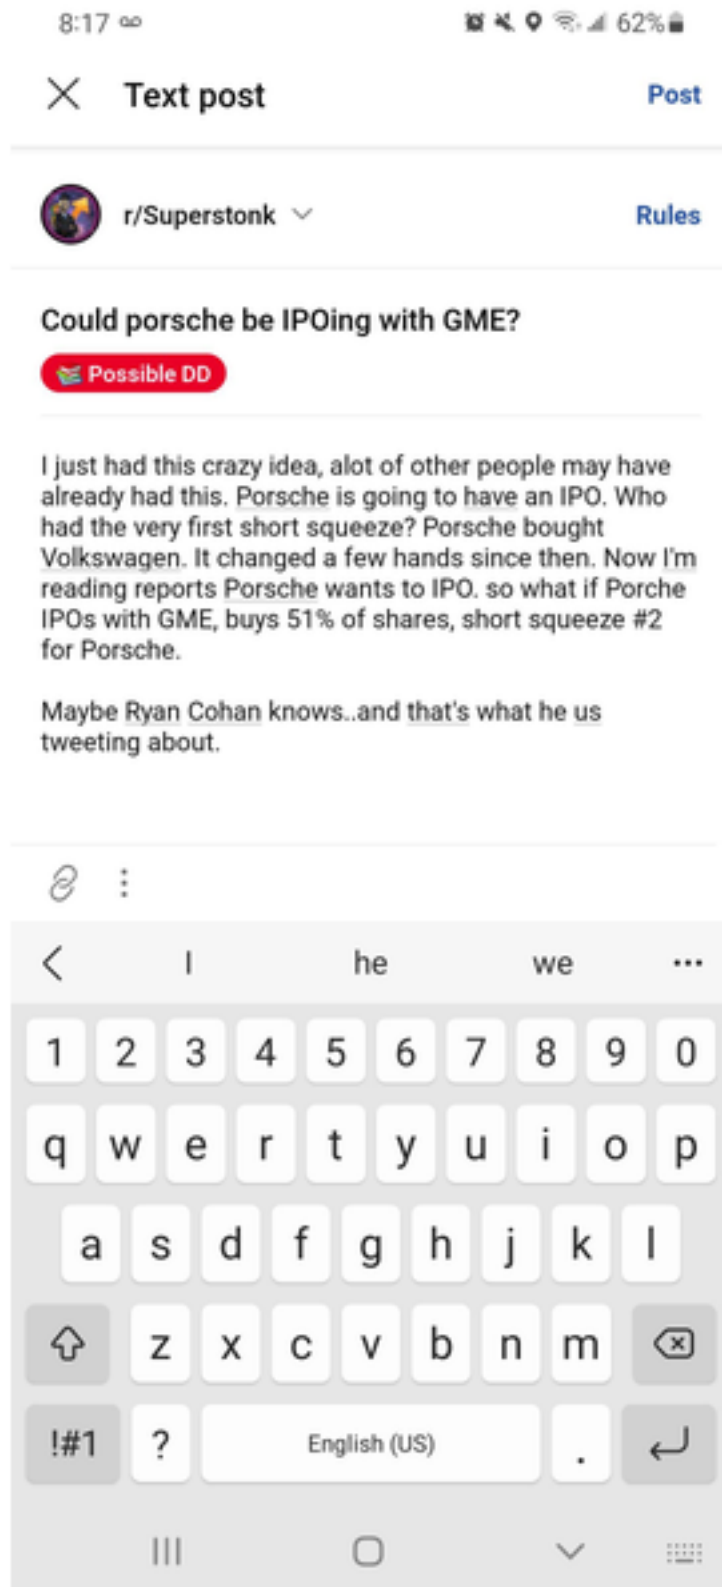 8:17
62%
Text post
Post
r/Superstonk
Rules
Could porsche be IPOing with GME?
Possible DD
I just had this crazy idea, alot of other people may have
already had this. Porsche is going to have an IPO. Who
had the very first short squeeze? Porsche bought
Volkswagen. It changed a few hands since then. Now I'm
reading reports Porsche wants to IPO. so what if Porche
IPOs with GME, buys 51% of shares, short squeeze #2
for Porsche.
Maybe Ryan Cohan knows..and that's what he us
tweeting about.
I he we
1 2 3 4 5 6 7 8 9 0
q w e r t y u i o p
a s d f g h j k l
z x c v b n m
!#1 ? English (US) .